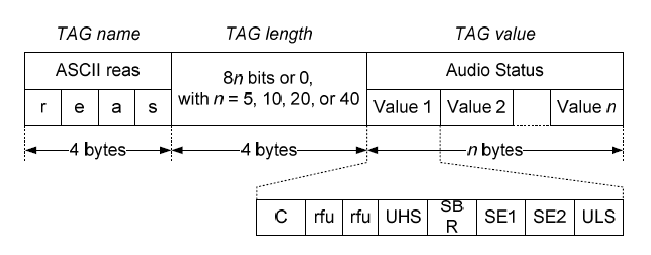 TAG name TAG length TAG value
ASCII reas
8n bits or 0,
with n = 5, 10, 20, or 40
Audio Status
r e a s
Value 1 Value 2 Value n
4 bytes 4 bytes n bytes
C rfu rfu UHS SB
R SE1 SE2 ULS